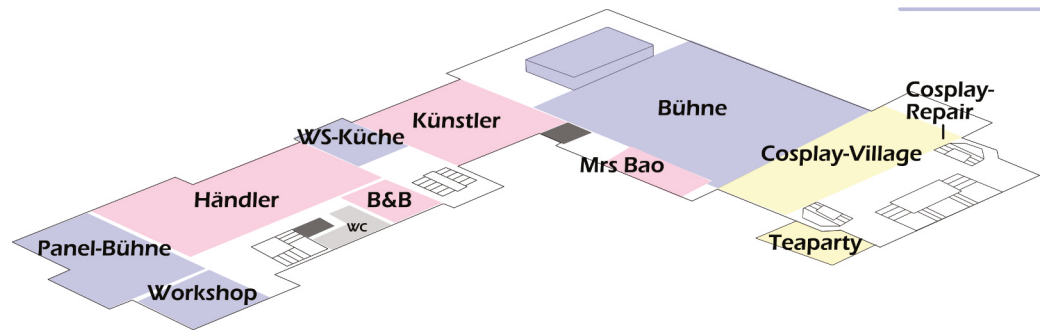 Cosplay-
Repair
Bühne
Künstler
WS-Küche
Cosplay-Village
Mrs Bao
Händler
B&B
WC
Panel-Bühne
Teaparty
Workshop